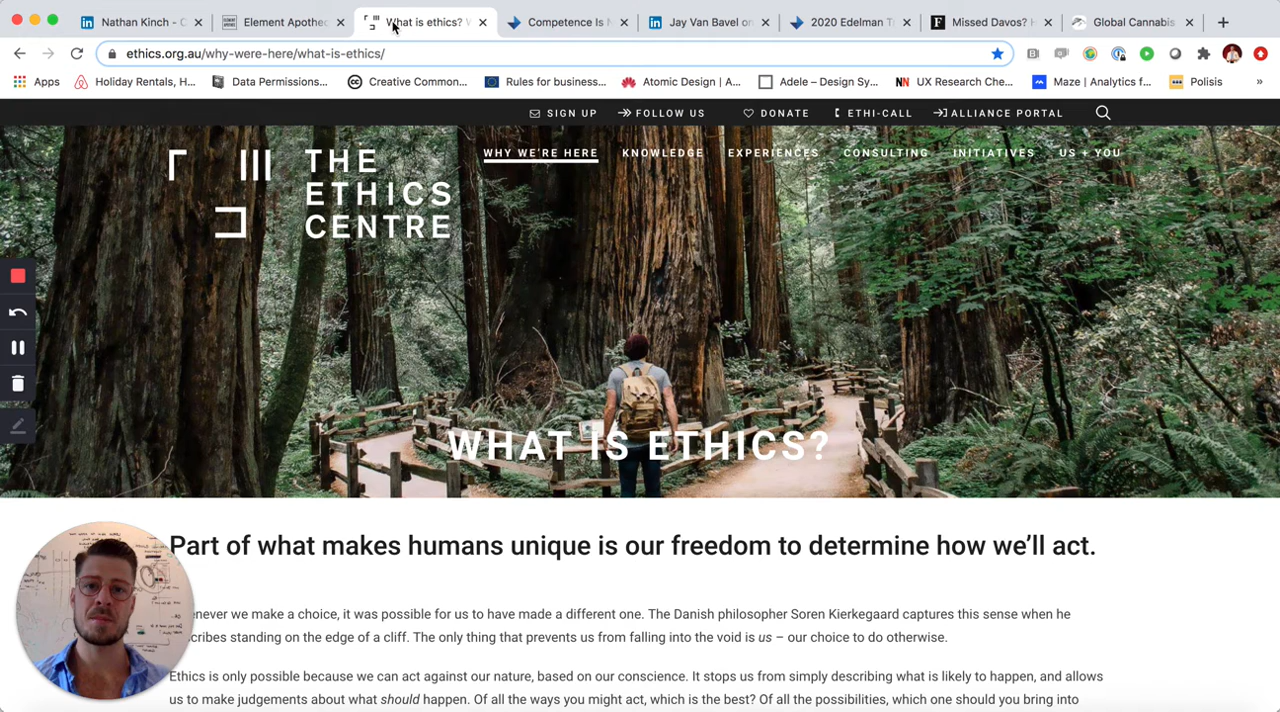 Nathan Kinch - C
Element Apothec
What is ethics? W
Competence Is N
Jay Van Bavel on
2020 Edelman Tr
Missed Davos? H
Global Cannabis
ethics.org.au/why-were-here/what-is-ethics/
Apps
Holiday Rentals, H...
Data Permissions...
Creative Common...
Rules for business...
Atomic Design | A...
Adele – Design Sy...
UX Research Che...
Maze | Analytics f...
Polisis
SIGN UP
FOLLOW US
DONATE
ETHI-CALL
ALLIANCE PORTAL
THE
ETHICS
CENTRE
WHY WE'RE HERE
KNOWLEDGE
EXPERIENCES
CONSULTING
INITIATIVES
US + YOU
WHAT IS ETHICS?
Part of what makes humans unique is our freedom to determine how we'll act.
enever we make a choice, it was possible for us to have made a different one. The Danish philosopher Soren Kierkegaard captures this sense when he
cribes standing on the edge of a cliff. The only thing that prevents us from falling into the void is us – our choice to do otherwise.
Ethics is only possible because we can act against our nature, based on our conscience. It stops us from simply describing what is likely to happen, and allows
us to make judgements about what should happen. Of all the ways you might act, which is the best? Of all the possibilities, which one should you bring into